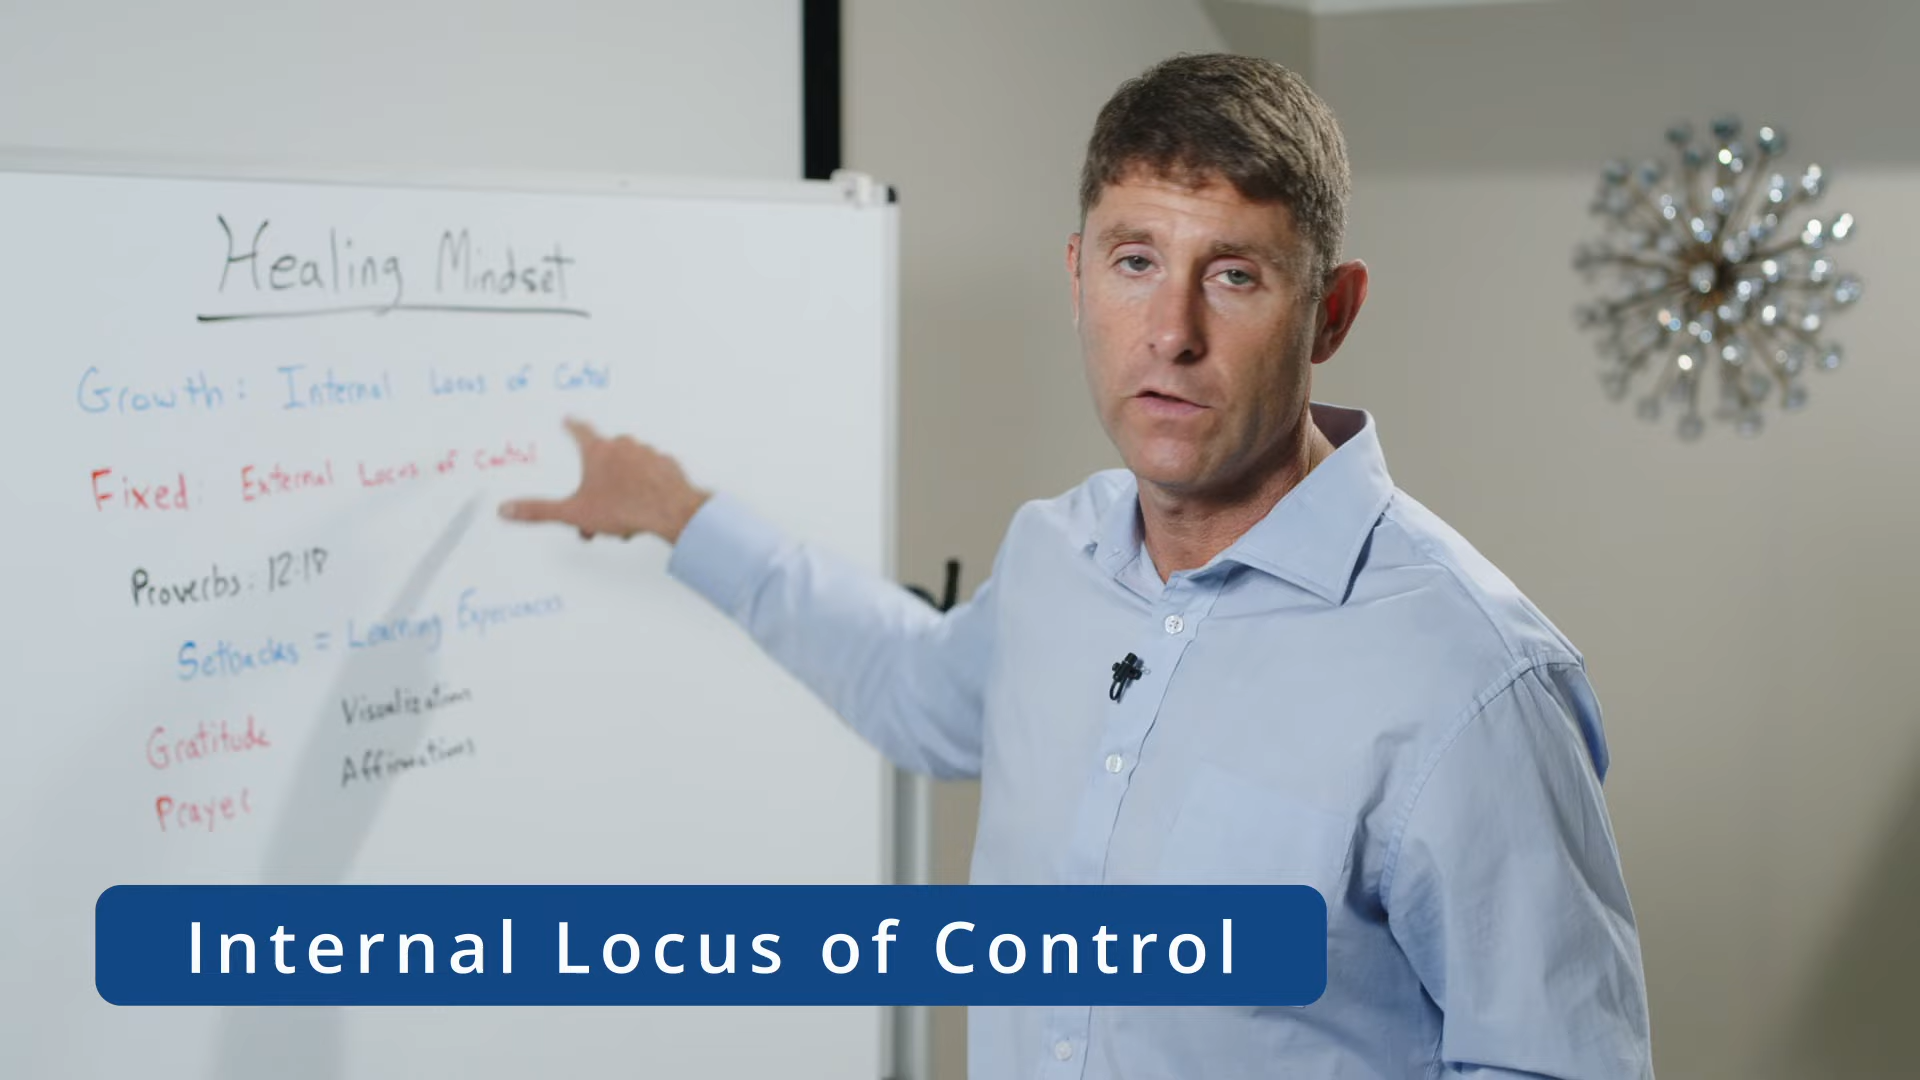 Healing Mindset
Growth: Internal Locus of Control
Fixed: External Locus of Control
Proverbs: 12:18
Setbacks = Learning Experiences
Gratitude Visualization
Prayer Affirmations
Internal Locus of Control